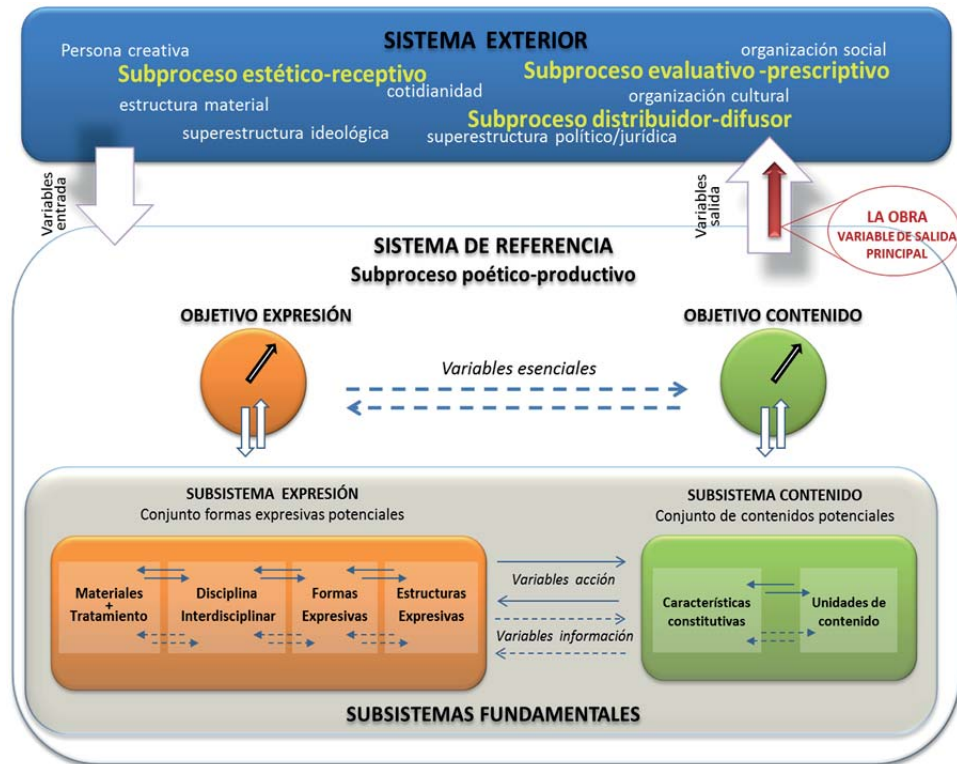 SISTEMA EXTERIOR
Persona creativa
organización social
Subproceso estético-receptivo
Subproceso evaluativo -prescriptivo
cotidianidad
organización cultural
estructura material
Subproceso distribuidor-difusor
superestructura ideológica
superestructura político/jurídica
Variables
entrada
Variables
salida
LA OBRA
VARIABLE DE SALIDA
PRINCIPAL
SISTEMA DE REFERENCIA
Subproceso poético-productivo
OBJETIVO EXPRESIÓN
OBJETIVO CONTENIDO
Variables esenciales
SUBSISTEMA EXPRESIÓN
Conjunto formas expresivas potenciales
SUBSISTEMA CONTENIDO
Conjunto de contenidos potenciales
Materiales
+
Tratamiento
Disciplina
Interdisciplinar
Formas
Expresivas
Estructuras
Expresivas
Variables acción
Variables información
Características
constitutivas
Unidades de
contenido
SUBSISTEMAS FUNDAMENTALES